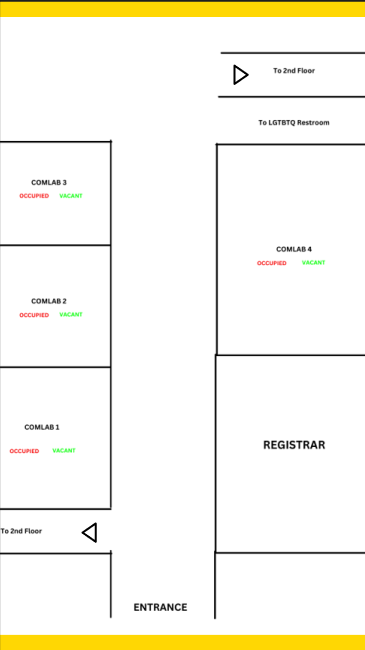 To 2nd Floor
To LGTBTQ Restroom
COMLAB 3
OCCUPIED VACANT
COMLAB 4
OCCUPIED VACANT
COMLAB 2
OCCUPIED VACANT
COMLAB 1
OCCUPIED VACANT
REGISTRAR
To 2nd Floor
ENTRANCE